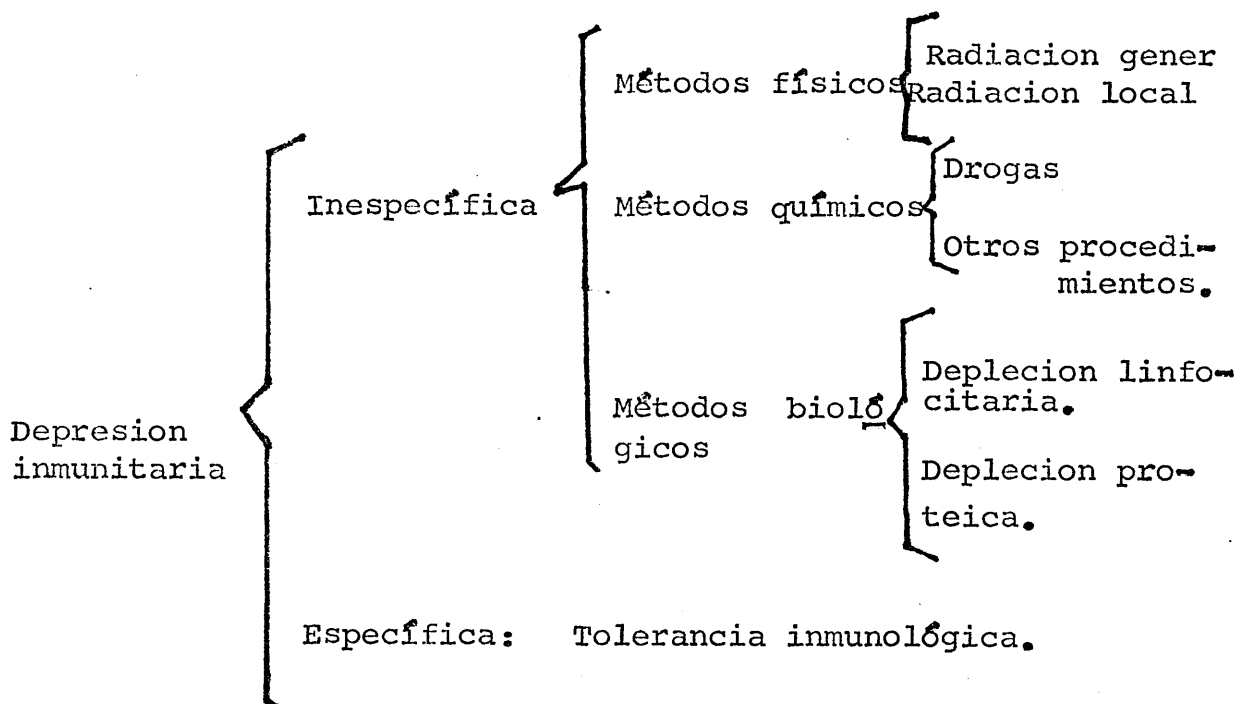 Radiacion gener
Métodos físicos
Radiacion local
Drogas
Inespecífica
Métodos químicos
Otros procedi-
mientos.
Deplecion linfo-
citaria.
Métodos bioló
gicos
Depresion
inmunitaria
Deplecion pro-
teica.
Específica: Tolerancia inmunológica.